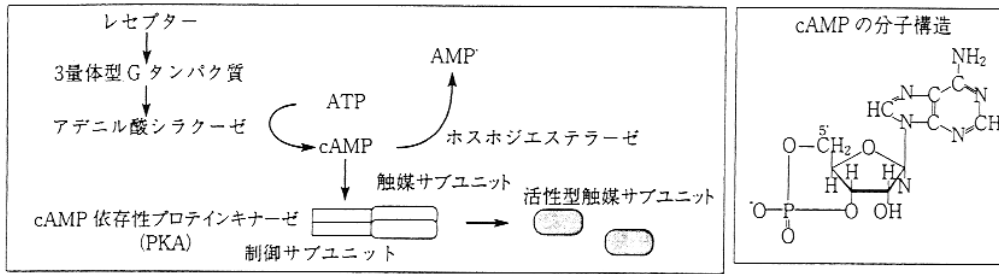 レセプター
3量体型Gタンパク質
アデニル酸シラクーゼ
ATP
cAMP
AMP
ホスホジエステラーゼ
触媒サブユニット
cAMP 依存性プロテインキナーゼ
(PKA)
制御サブユニット
活性型触媒サブユニット
cAMPの分子構造
NH₂
N
N
HC
C
C
C
CH
N
N
5'
O
CH₂
O
H
H
H
N
⁻O
P
O
OH
O